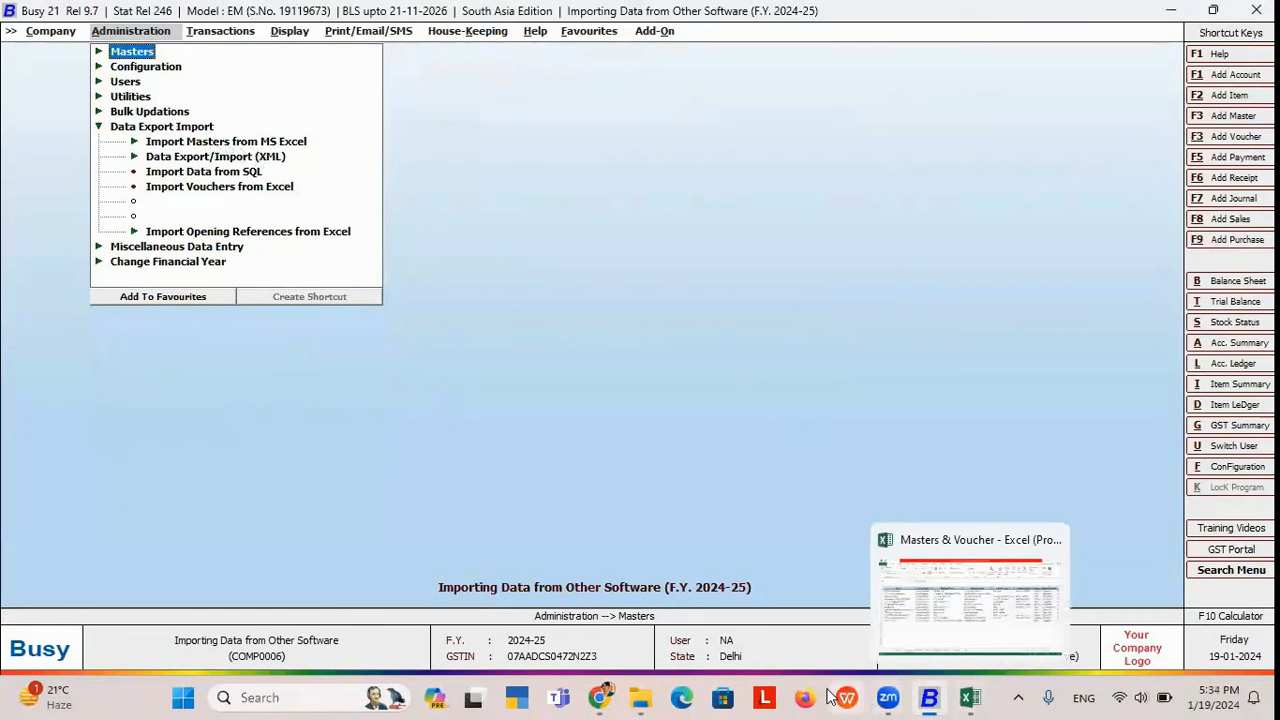 Busy 21 | Stat Rel 246 | Model : EM (S.No. 19119673) | BLS upto 21-11-2028 | South Asia Edition | Rel 9.7 | Importing Data from Other Software (F.Y. 2024-25)
>> Company Administration Transactions Display Print/Email/SMS House-Keeping Help Favourites Add-On
Masters
Configuration
Users
Utilities
Bulk Updations
Data Export Import
Import Masters from MS Excel
Data Export/Import (XML)
Import Data from SQL
Import Vouchers from Excel
Import Opening References from Excel
Miscellaneous Data Entry
Change Financial Year
Add To Favourites Create Shortcut
Shortcut Keys
F1 Help
F1 Add Account
F2 Add Item
F3 Add Master
F3 Add Voucher
F5 Add Payment
F6 Add Receipt
F7 Add Journal
F8 Add Sales
F9 Add Purchase
B Balance Sheet
T Trial Balance
S Stock Status
A Acc. Summary
L Acc. Ledger
I Item Summary
D Item LeDger
G GST Summary
U Switch User
F ConFiguration
K LocK Program
Training Videos
GST Portal
Search Menu
F10 Calculator
Masters & Voucher - Excel (Pro...
Importing Data from Other Software (F.Y. 2024-25)
Administration --> Masters
Busy
Importing Data from Other Software
(COMP0006)
F.Y. : 2024-25
GSTIN : 07AADCS0472N2Z3
User : NA
State : Delhi
e)
Your
Company
Logo
Friday
19-01-2024
1
21°C
Haze
Search
PRE
ENG
5:34 PM
1/19/2024